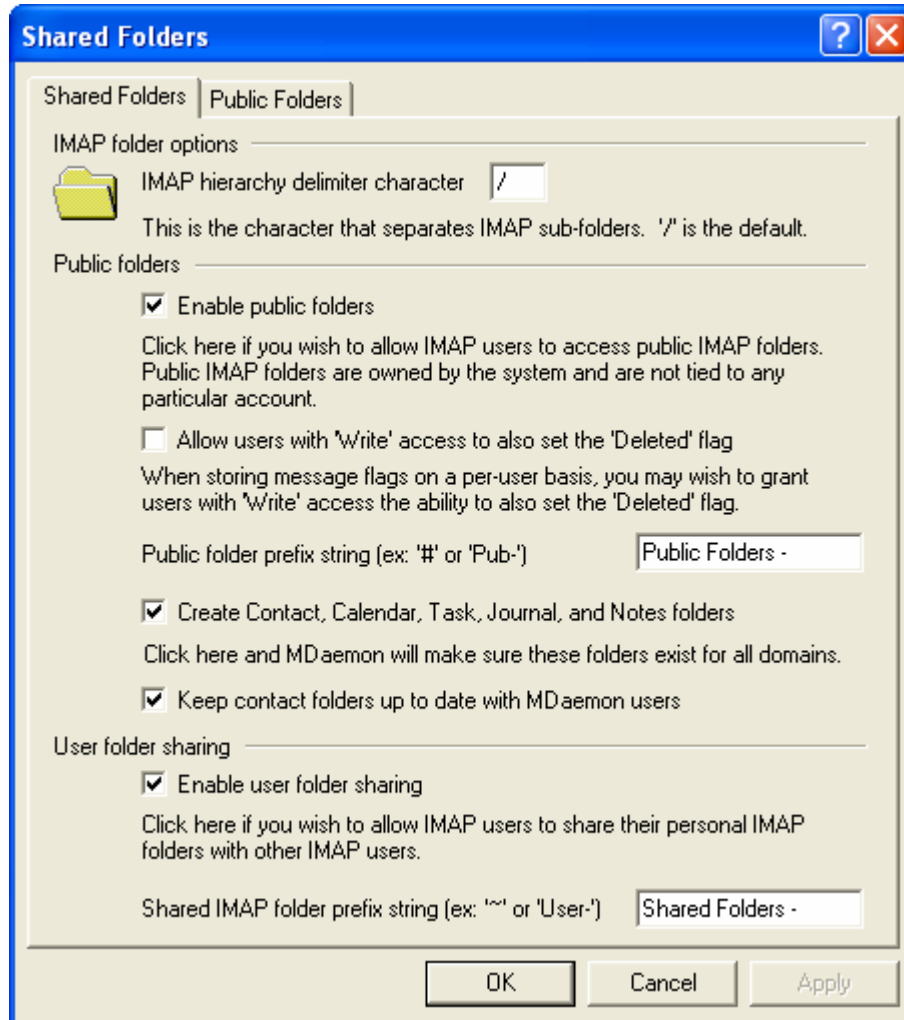 Shared Folders
Shared Folders
Public Folders
IMAP folder options
IMAP hierarchy delimiter character
/
This is the character that separates IMAP sub-folders.  '/' is the default.
Public folders
Enable public folders
Click here if you wish to allow IMAP users to access public IMAP folders.
Public IMAP folders are owned by the system and are not tied to any
particular account.
Allow users with 'Write' access to also set the 'Deleted' flag
When storing message flags on a per-user basis, you may wish to grant
users with 'Write' access the ability to also set the 'Deleted' flag.
Public folder prefix string (ex: '#' or 'Pub-')
Public Folders -
Create Contact, Calendar, Task, Journal, and Notes folders
Click here and MDaemon will make sure these folders exist for all domains.
Keep contact folders up to date with MDaemon users
User folder sharing
Enable user folder sharing
Click here if you wish to allow IMAP users to share their personal IMAP
folders with other IMAP users.
Shared IMAP folder prefix string (ex: '~' or 'User-')
Shared Folders -
OK
Cancel
Apply